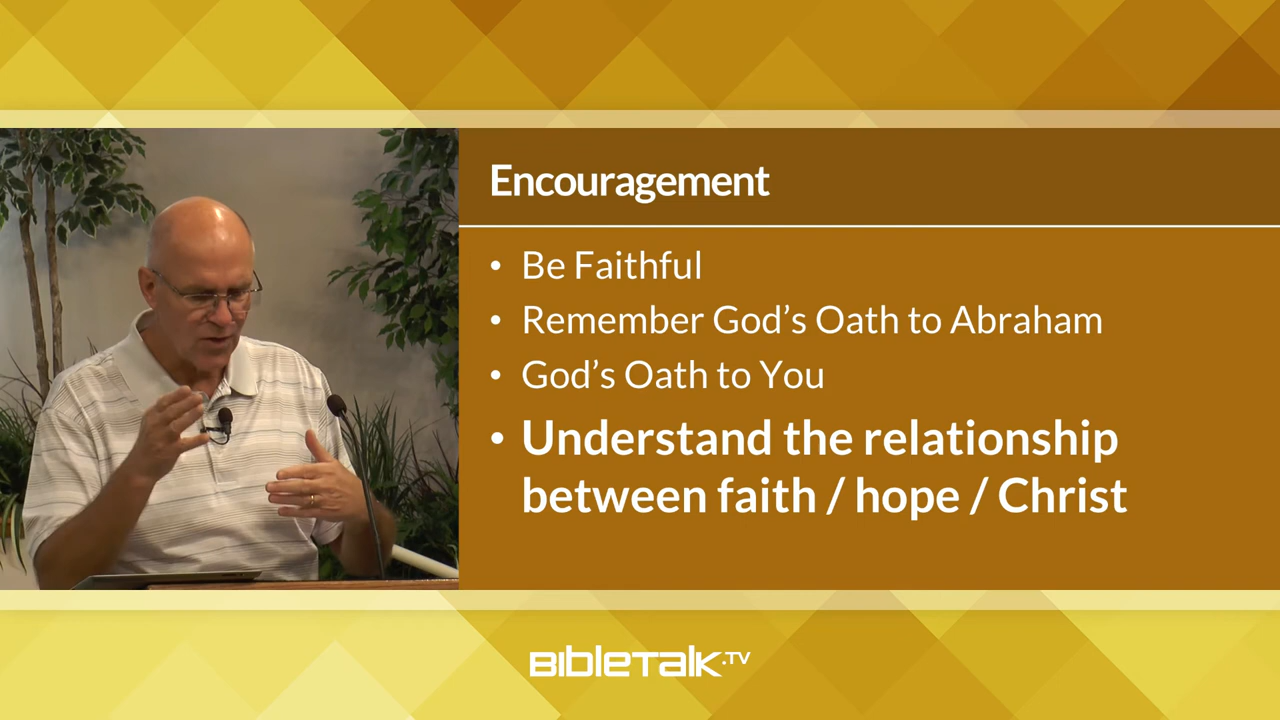 Encouragement
• Be Faithful
• Remember God’s Oath to Abraham
• God’s Oath to You
• Understand the relationship
between faith / hope / Christ
BIBLETALK.TV